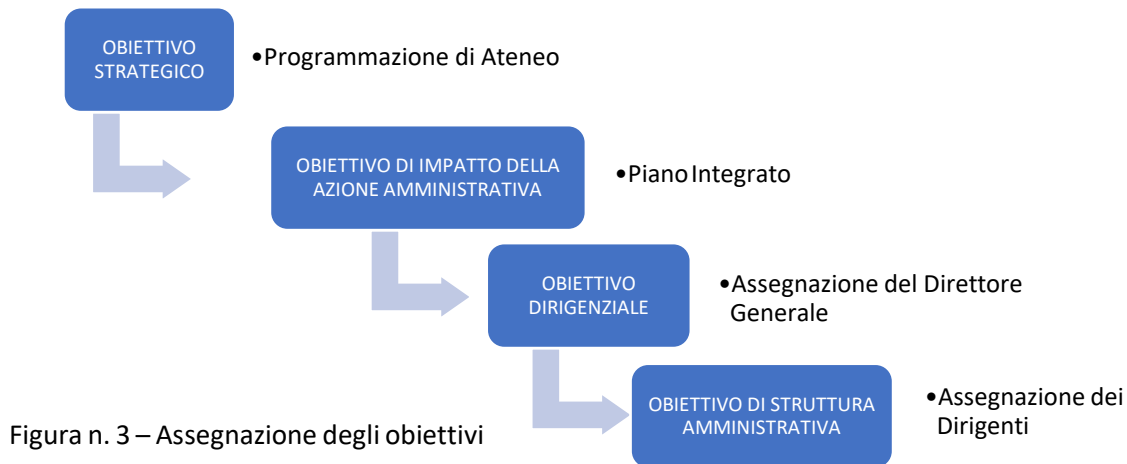 OBIETTIVO
STRATEGICO
•Programmazione di Ateneo
OBIETTIVO DI IMPATTO DELLA
AZIONE AMMINISTRATIVA
•Piano Integrato
OBIETTIVO
DIRIGENZIALE
•Assegnazione del Direttore
Generale
OBIETTIVO DI STRUTTURA
AMMINISTRATIVA
•Assegnazione dei
Dirigenti
Figura n. 3 – Assegnazione degli obiettivi